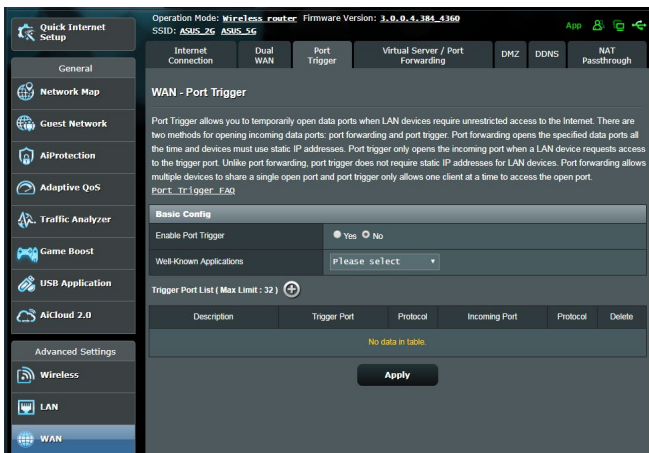 Quick Internet
Setup
General
Network Map
Guest Network
AiProtection
Adaptive QoS
Traffic Analyzer
Game Boost
USB Application
AiCloud 2.0
Advanced Settings
Wireless
LAN
WAN
Operation Mode: Wireless router Firmware Version: 3.0.0.4.384_4360
SSID: ASUS_2G ASUS_5G
App
Internet
Connection
Dual
WAN
Port
Trigger
Virtual Server / Port
Forwarding
DMZ
DDNS
NAT
Passthrough
WAN - Port Trigger
Port Trigger allows you to temporarily open data ports when LAN devices require unrestricted access to the Internet. There are
two methods for opening incoming data ports: port forwarding and port trigger. Port forwarding opens the specified data ports all
the time and devices must use static IP addresses. Port trigger only opens the incoming port when a LAN device requests access
to the trigger port. Unlike port forwarding, port trigger does not require static IP addresses for LAN devices. Port forwarding allows
multiple devices to share a single open port and port trigger only allows one client at a time to access the open port.
Port Trigger FAQ
Basic Config
Enable Port Trigger Yes No
Well-Known Applications Please select
Trigger Port List ( Max Limit : 32 )
Description Trigger Port Protocol Incoming Port Protocol Delete
No data in table.
Apply